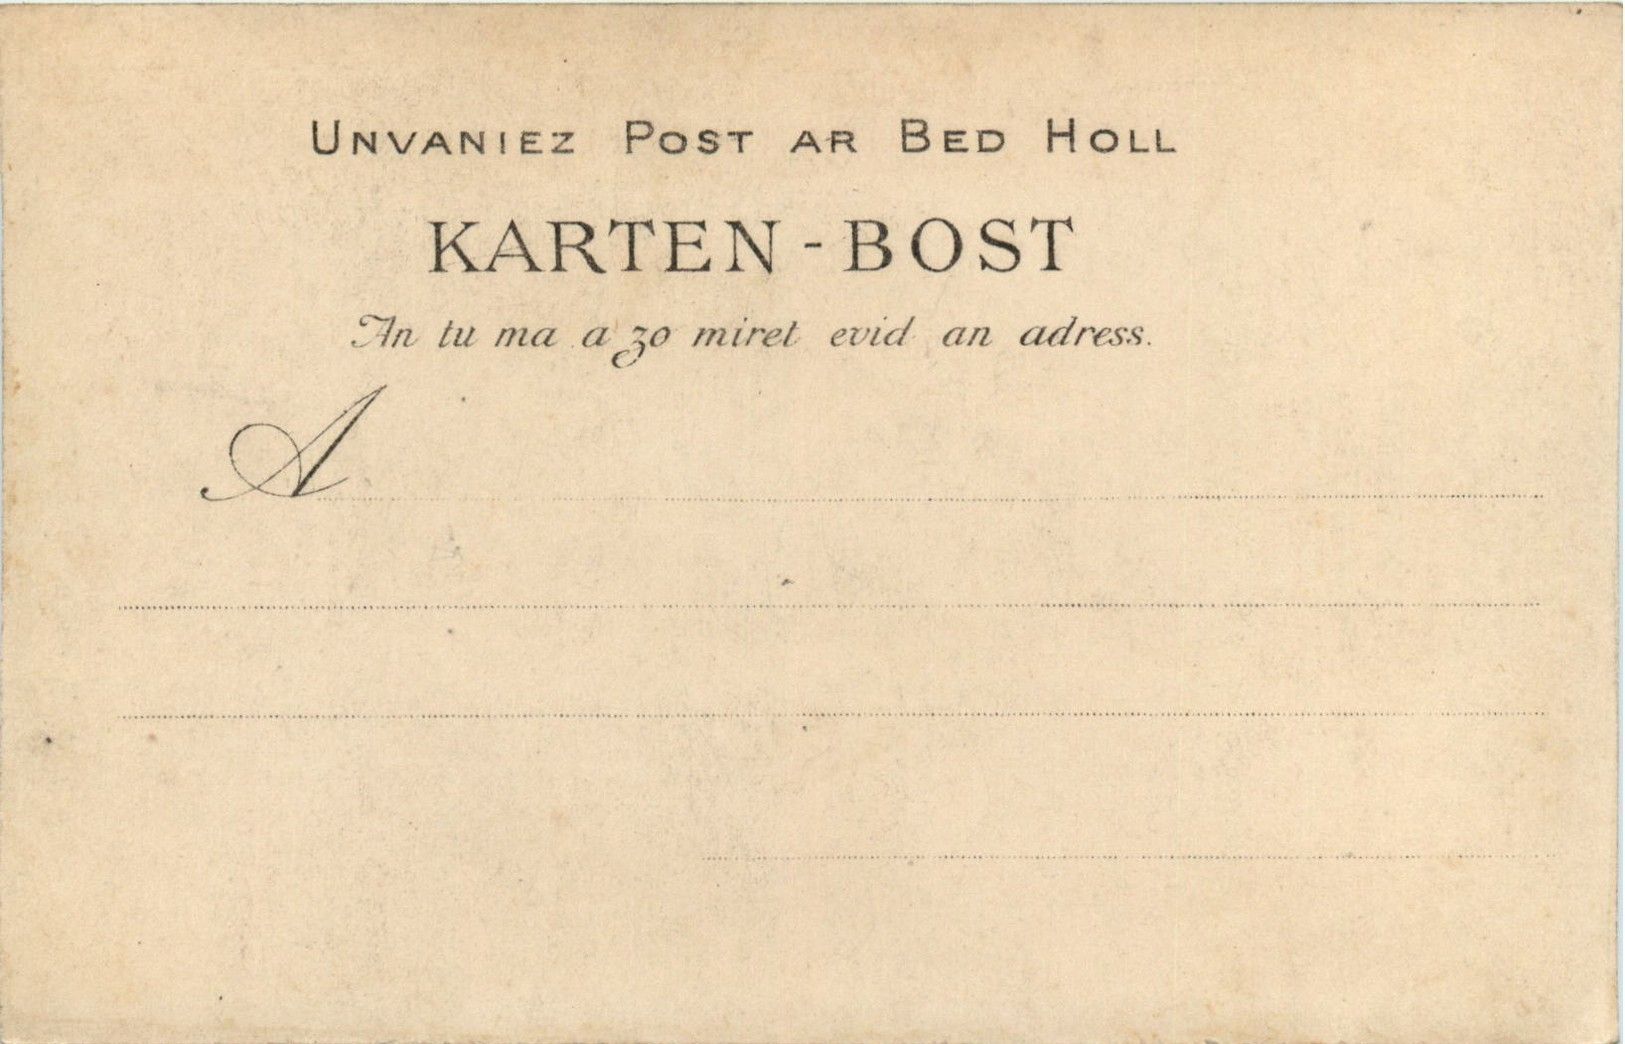 UNVANIEZ POST AR BED HOLL
KARTEN-BOST
An tu ma a zo miret evid an adress.
A